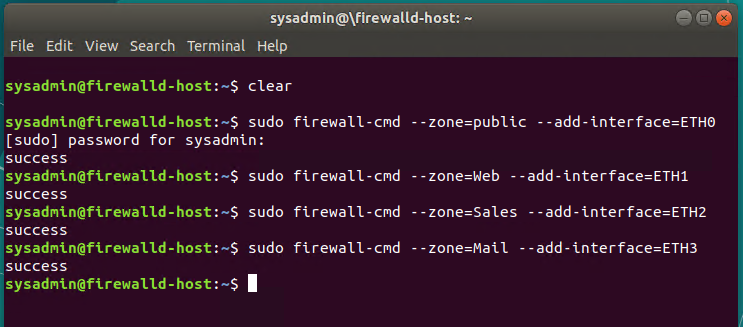 sysadmin@\firewalld-host: ~
File Edit View Search Terminal Help
sysadmin@firewalld-host:~$ clear
sysadmin@firewalld-host:~$ sudo firewall-cmd --zone=public --add-interface=ETH0
[sudo] password for sysadmin:
success
sysadmin@firewalld-host:~$ sudo firewall-cmd --zone=Web --add-interface=ETH1
success
sysadmin@firewalld-host:~$ sudo firewall-cmd --zone=Sales --add-interface=ETH2
success
sysadmin@firewalld-host:~$ sudo firewall-cmd --zone=Mail --add-interface=ETH3
success
sysadmin@firewalld-host:~$